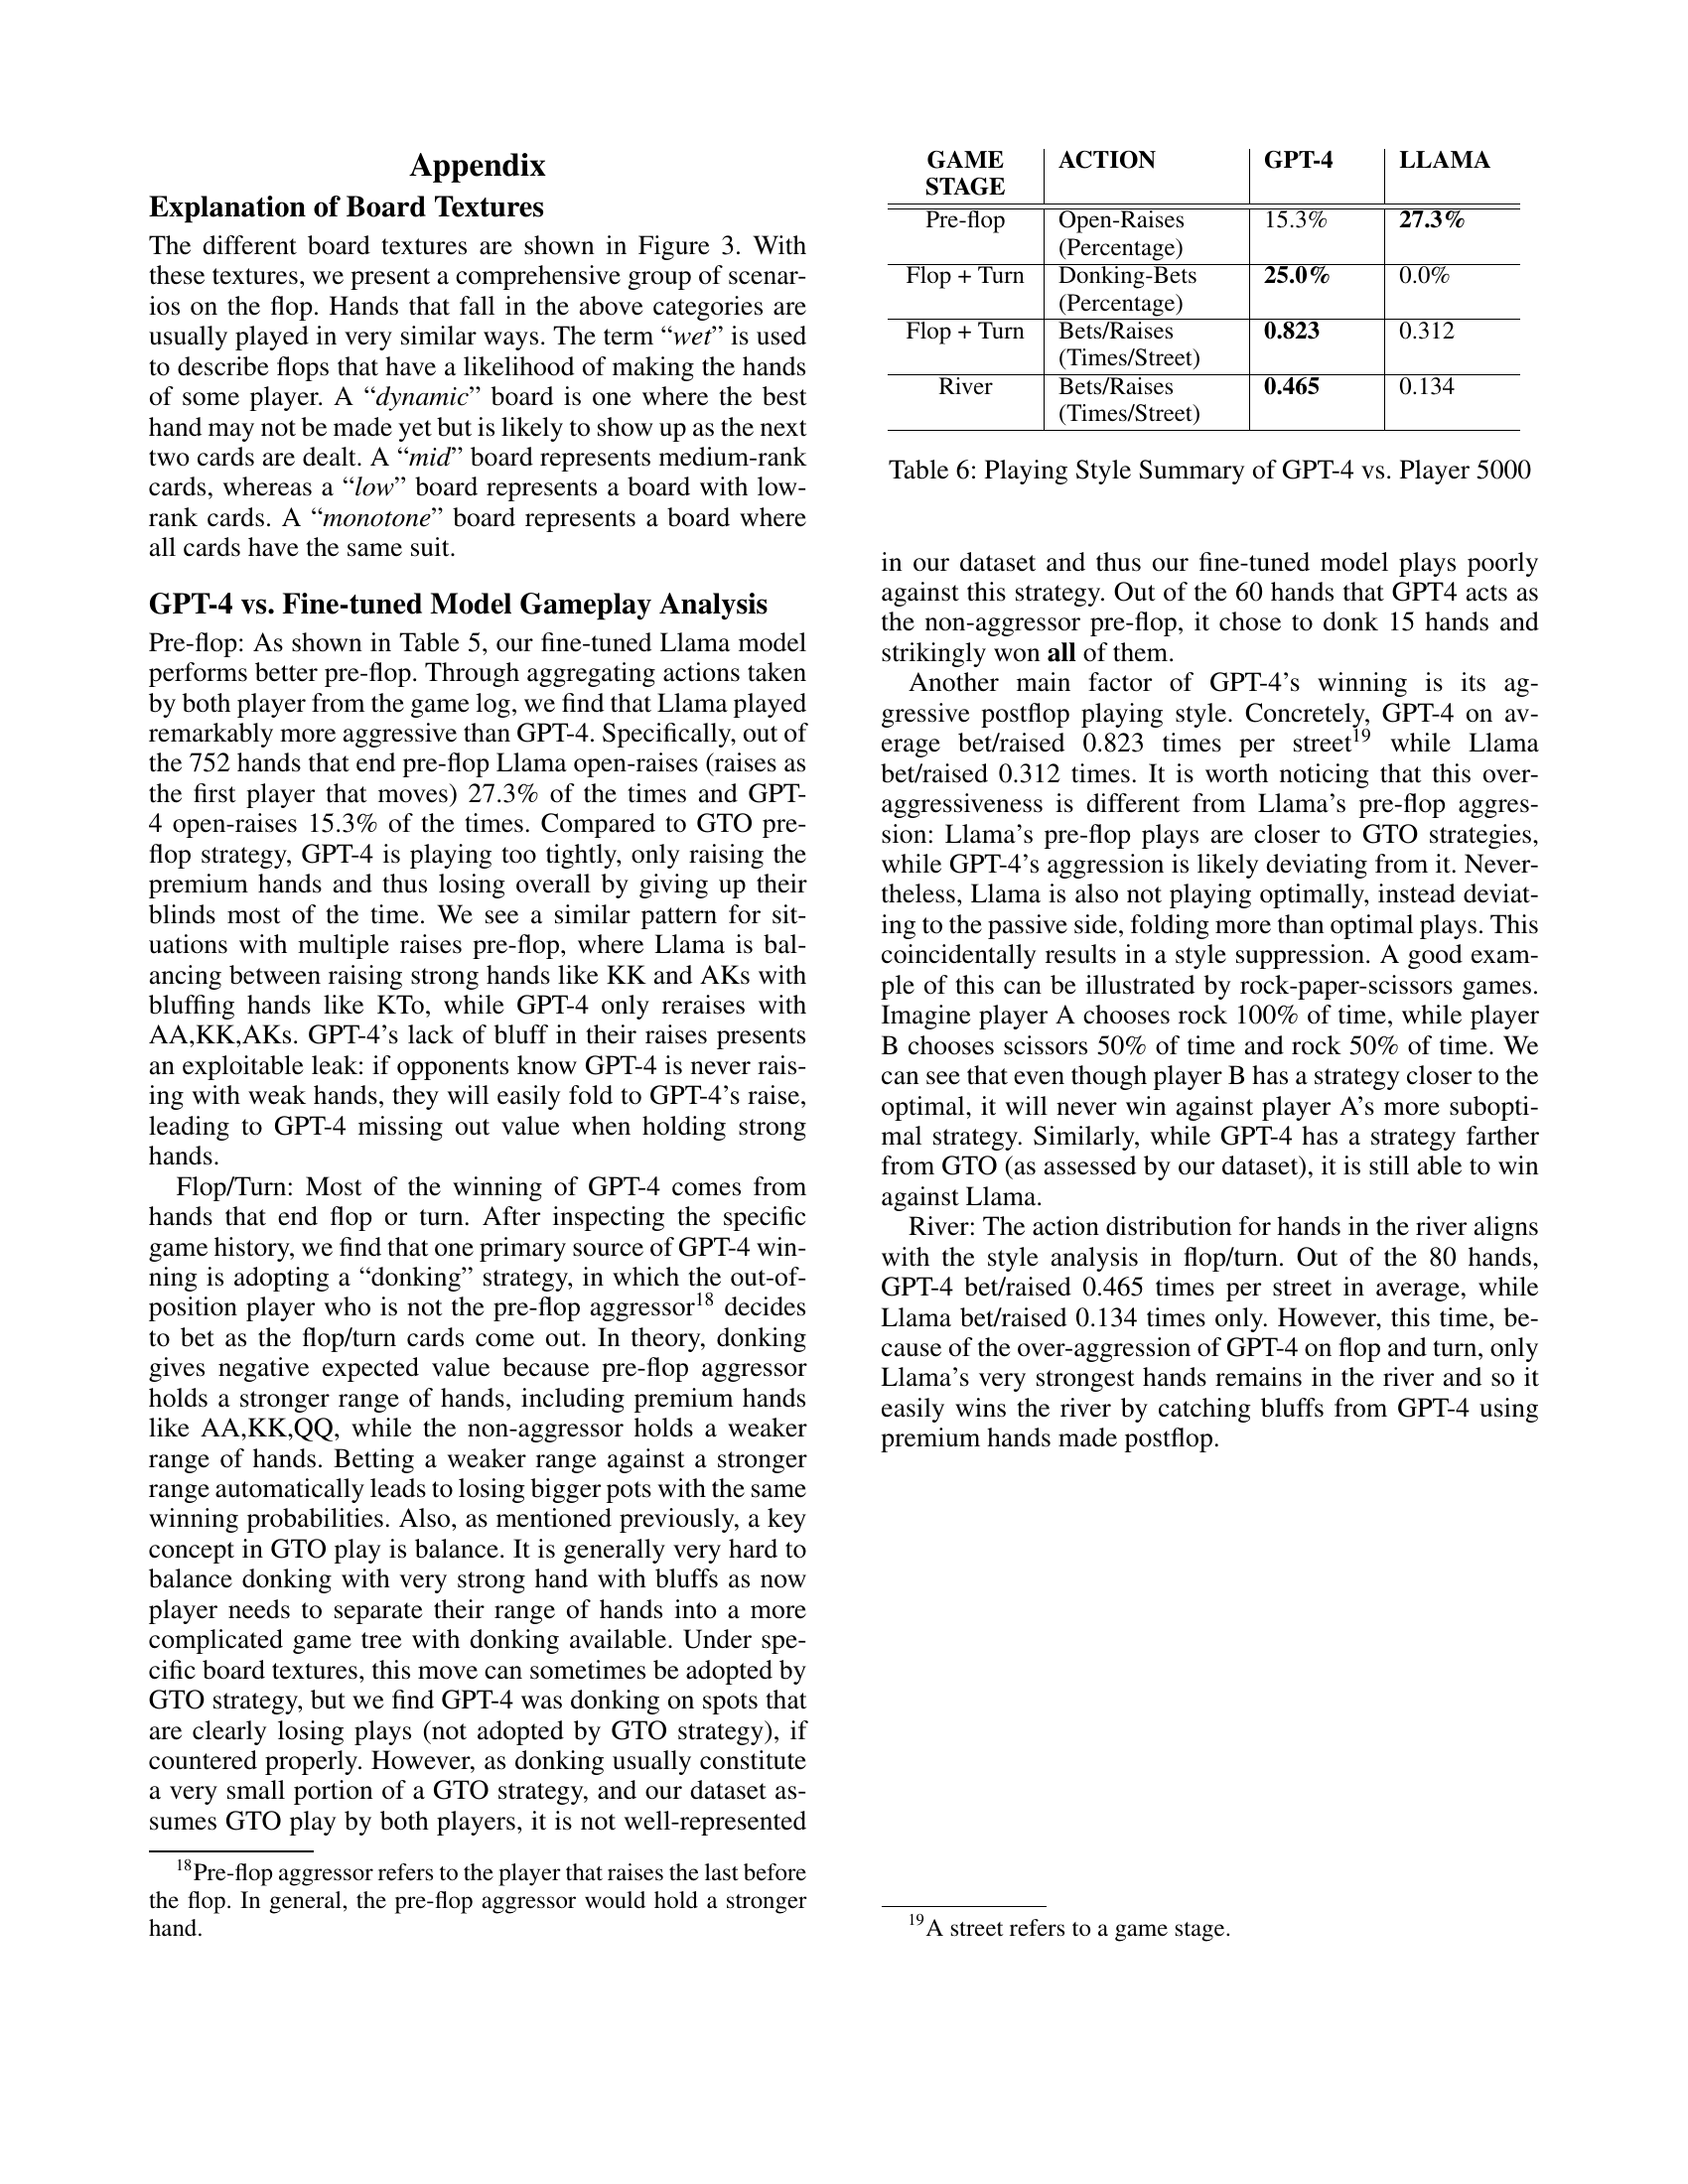 Appendix
Explanation of Board Textures
The different board textures are shown in Figure 3. With
these textures, we present a comprehensive group of scenar-
ios on the flop. Hands that fall in the above categories are
usually played in very similar ways. The term “wet” is used
to describe flops that have a likelihood of making the hands
of some player. A “dynamic” board is one where the best
hand may not be made yet but is likely to show up as the next
two cards are dealt. A “mid” board represents medium-rank
cards, whereas a “low” board represents a board with low-
rank cards. A “monotone” board represents a board where
all cards have the same suit.
GPT-4 vs. Fine-tuned Model Gameplay Analysis
Pre-flop: As shown in Table 5, our fine-tuned Llama model
performs better pre-flop. Through aggregating actions taken
by both player from the game log, we find that Llama played
remarkably more aggressive than GPT-4. Specifically, out of
the 752 hands that end pre-flop Llama open-raises (raises as
the first player that moves) 27.3% of the times and GPT-
4 open-raises 15.3% of the times. Compared to GTO pre-
flop strategy, GPT-4 is playing too tightly, only raising the
premium hands and thus losing overall by giving up their
blinds most of the time. We see a similar pattern for sit-
uations with multiple raises pre-flop, where Llama is bal-
ancing between raising strong hands like KK and AKs with
bluffing hands like KTo, while GPT-4 only reraises with
AA,KK,AKs. GPT-4’s lack of bluff in their raises presents
an exploitable leak: if opponents know GPT-4 is never rais-
ing with weak hands, they will easily fold to GPT-4’s raise,
leading to GPT-4 missing out value when holding strong
hands.
Flop/Turn: Most of the winning of GPT-4 comes from
hands that end flop or turn. After inspecting the specific
game history, we find that one primary source of GPT-4 win-
ning is adopting a “donking” strategy, in which the out-of-
position player who is not the pre-flop aggressor18 decides
to bet as the flop/turn cards come out. In theory, donking
gives negative expected value because pre-flop aggressor
holds a stronger range of hands, including premium hands
like AA,KK,QQ, while the non-aggressor holds a weaker
range of hands. Betting a weaker range against a stronger
range automatically leads to losing bigger pots with the same
winning probabilities. Also, as mentioned previously, a key
concept in GTO play is balance. It is generally very hard to
balance donking with very strong hand with bluffs as now
player needs to separate their range of hands into a more
complicated game tree with donking available. Under spe-
cific board textures, this move can sometimes be adopted by
GTO strategy, but we find GPT-4 was donking on spots that
are clearly losing plays (not adopted by GTO strategy), if
countered properly. However, as donking usually constitute
a very small portion of a GTO strategy, and our dataset as-
sumes GTO play by both players, it is not well-represented
18Pre-flop aggressor refers to the player that raises the last before
the flop. In general, the pre-flop aggressor would hold a stronger
hand.
GAME STAGE ACTION GPT-4 LLAMA
Pre-flop Open-Raises (Percentage) 15.3% 27.3%
Flop + Turn Donking-Bets (Percentage) 25.0% 0.0%
Flop + Turn Bets/Raises (Times/Street) 0.823 0.312
River Bets/Raises (Times/Street) 0.465 0.134
Table 6: Playing Style Summary of GPT-4 vs. Player 5000
in our dataset and thus our fine-tuned model plays poorly
against this strategy. Out of the 60 hands that GPT4 acts as
the non-aggressor pre-flop, it chose to donk 15 hands and
strikingly won all of them.
Another main factor of GPT-4’s winning is its ag-
gressive postflop playing style. Concretely, GPT-4 on av-
erage bet/raised 0.823 times per street19 while Llama
bet/raised 0.312 times. It is worth noticing that this over-
aggressiveness is different from Llama’s pre-flop aggres-
sion: Llama’s pre-flop plays are closer to GTO strategies,
while GPT-4’s aggression is likely deviating from it. Never-
theless, Llama is also not playing optimally, instead deviat-
ing to the passive side, folding more than optimal plays. This
coincidentally results in a style suppression. A good exam-
ple of this can be illustrated by rock-paper-scissors games.
Imagine player A chooses rock 100% of time, while player
B chooses scissors 50% of time and rock 50% of time. We
can see that even though player B has a strategy closer to the
optimal, it will never win against player A’s more subopti-
mal strategy. Similarly, while GPT-4 has a strategy farther
from GTO (as assessed by our dataset), it is still able to win
against Llama.
River: The action distribution for hands in the river aligns
with the style analysis in flop/turn. Out of the 80 hands,
GPT-4 bet/raised 0.465 times per street in average, while
Llama bet/raised 0.134 times only. However, this time, be-
cause of the over-aggression of GPT-4 on flop and turn, only
Llama’s very strongest hands remains in the river and so it
easily wins the river by catching bluffs from GPT-4 using
premium hands made postflop.
19A street refers to a game stage.